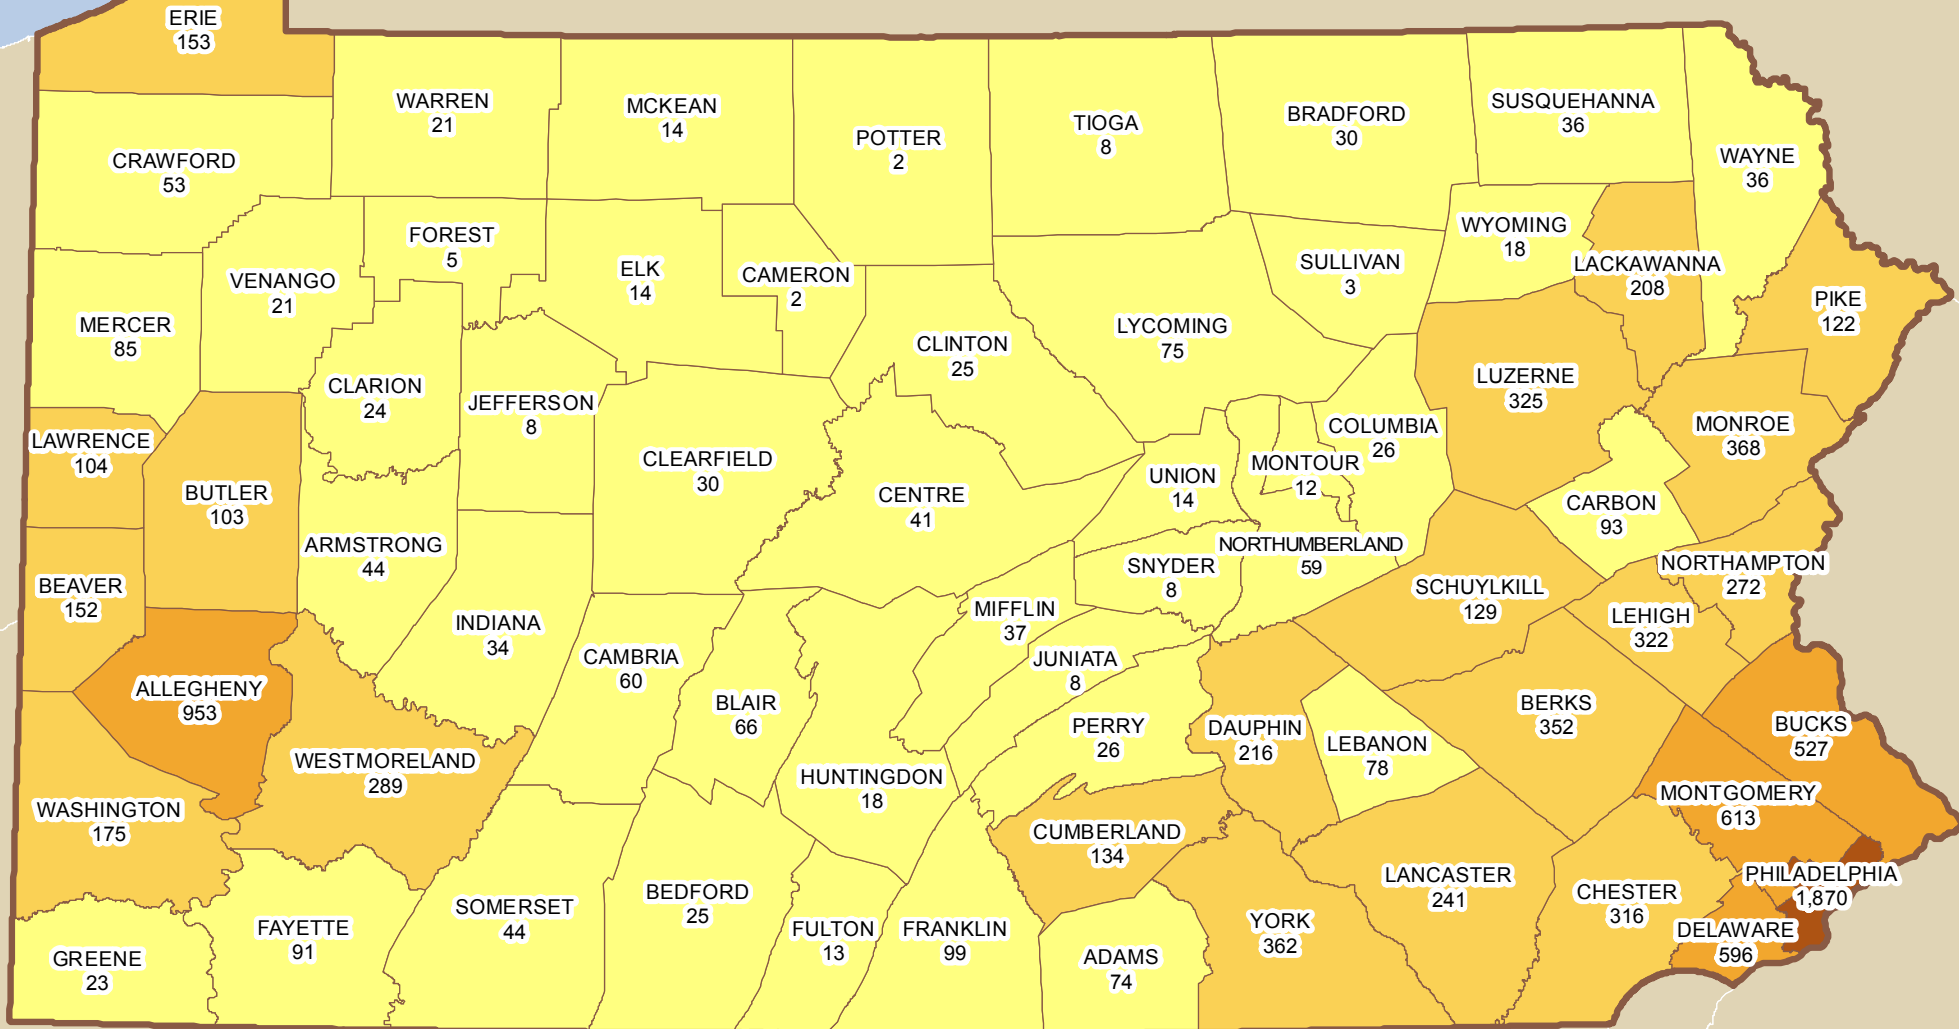 ERIE
153
WARREN
21
MCKEAN
14
POTTER
2
TIOGA
8
BRADFORD
30
SUSQUEHANNA
36
WAYNE
36
CRAWFORD
53
FOREST
5
VENANGO
21
ELK
14
CAMERON
2
SULLIVAN
3
WYOMING
18
LACKAWANNA
208
PIKE
122
MERCER
85
CLINTON
25
LYCOMING
75
LUZERNE
325
MONROE
368
CLARION
24
JEFFERSON
8
LAWRENCE
104
BUTLER
103
CLEARFIELD
30
CENTRE
41
UNION
14
MONTOUR
12
COLUMBIA
26
CARBON
93
BEAVER
152
ARMSTRONG
44
INDIANA
34
SNYDER
8
NORTHUMBERLAND
59
SCHUYLKILL
129
NORTHAMPTON
272
LEHIGH
322
MIFFLIN
37
JUNIATA
8
ALLEGHENY
953
CAMBRIA
60
BLAIR
66
PERRY
26
DAUPHIN
216
LEBANON
78
BERKS
352
BUCKS
527
WESTMORELAND
289
HUNTINGDON
18
MONTGOMERY
613
WASHINGTON
175
CUMBERLAND
134
LANCASTER
241
CHESTER
316
PHILADELPHIA
1,870
DELAWARE
596
GREENE
23
FAYETTE
91
SOMERSET
44
BEDFORD
25
FULTON
13
FRANKLIN
99
ADAMS
74
YORK
362